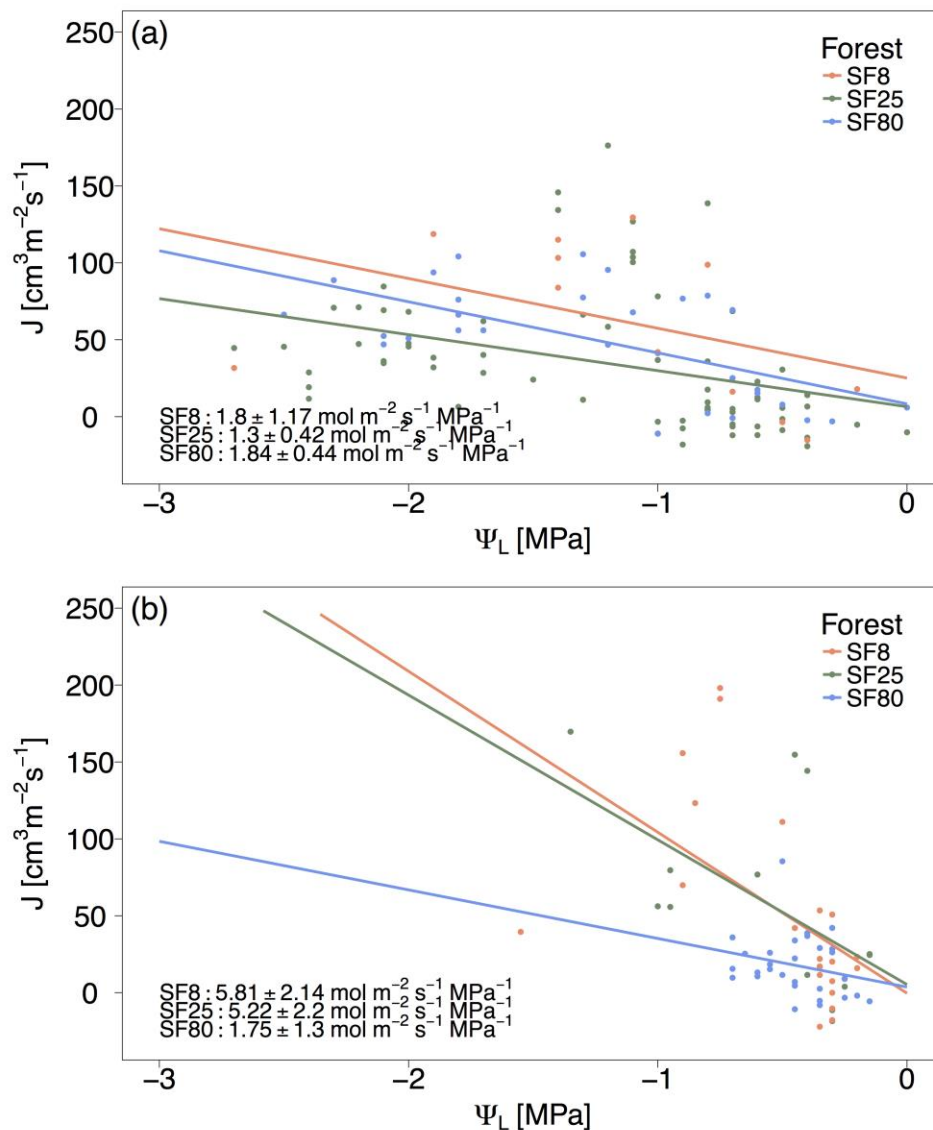 (a)
Forest
SF8
SF25
SF80
250
200
150
100
50
0
J [cm³m⁻²s⁻¹]
SF8 : 1.8 ± 1.17 mol m⁻² s⁻¹ MPa⁻¹
SF25 : 1.3 ± 0.42 mol m⁻² s⁻¹ MPa⁻¹
SF80 : 1.84 ± 0.44 mol m⁻² s⁻¹ MPa⁻¹
−3 −2 −1 0
Ψ_L [MPa]
(b)
Forest
SF8
SF25
SF80
250
200
150
100
50
0
J [cm³m⁻²s⁻¹]
SF8 : 5.81 ± 2.14 mol m⁻² s⁻¹ MPa⁻¹
SF25 : 5.22 ± 2.2 mol m⁻² s⁻¹ MPa⁻¹
SF80 : 1.75 ± 1.3 mol m⁻² s⁻¹ MPa⁻¹
−3 −2 −1 0
Ψ_L [MPa]